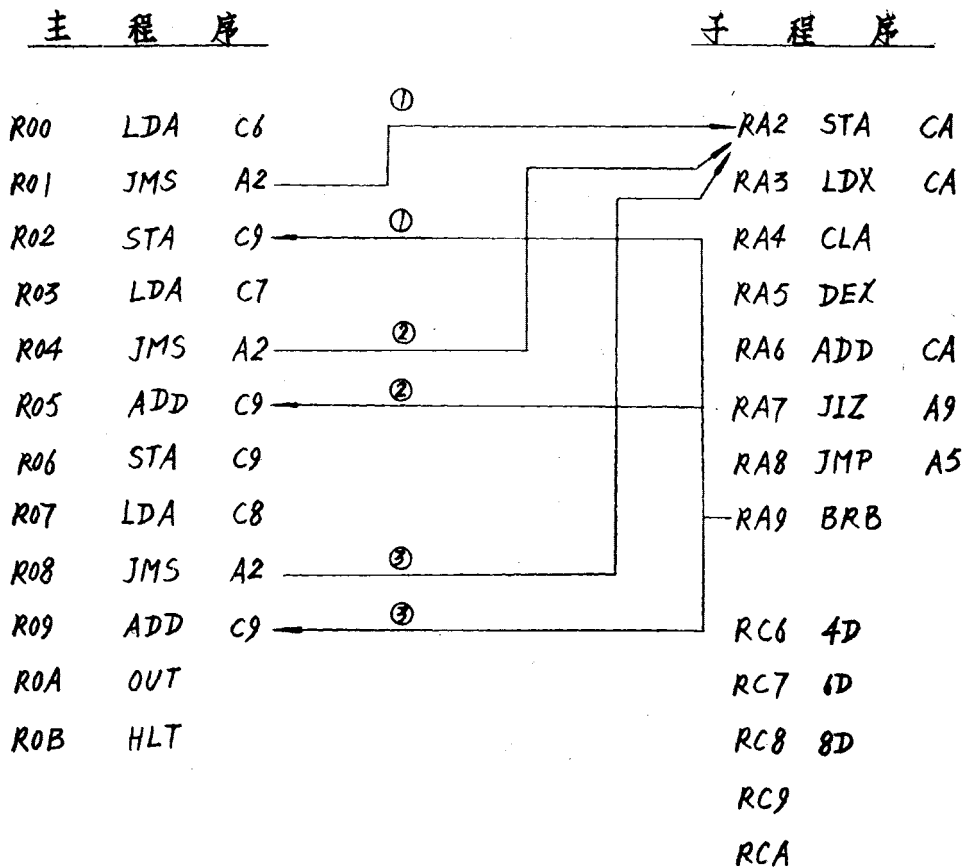 主 程 序
R00 LDA C6
R01 JMS A2
R02 STA C9
R03 LDA C7
R04 JMS A2
R05 ADD C9
R06 STA C9
R07 LDA C8
R08 JMS A2
R09 ADD C9
R0A OUT
R0B HLT
①
①
②
②
③
③
子 程 序
RA2 STA CA
RA3 LDX CA
RA4 CLA
RA5 DEX
RA6 ADD CA
RA7 JIZ A9
RA8 JMP A5
RA9 BRB
RC6 4D
RC7 6D
RC8 8D
RC9
RCA